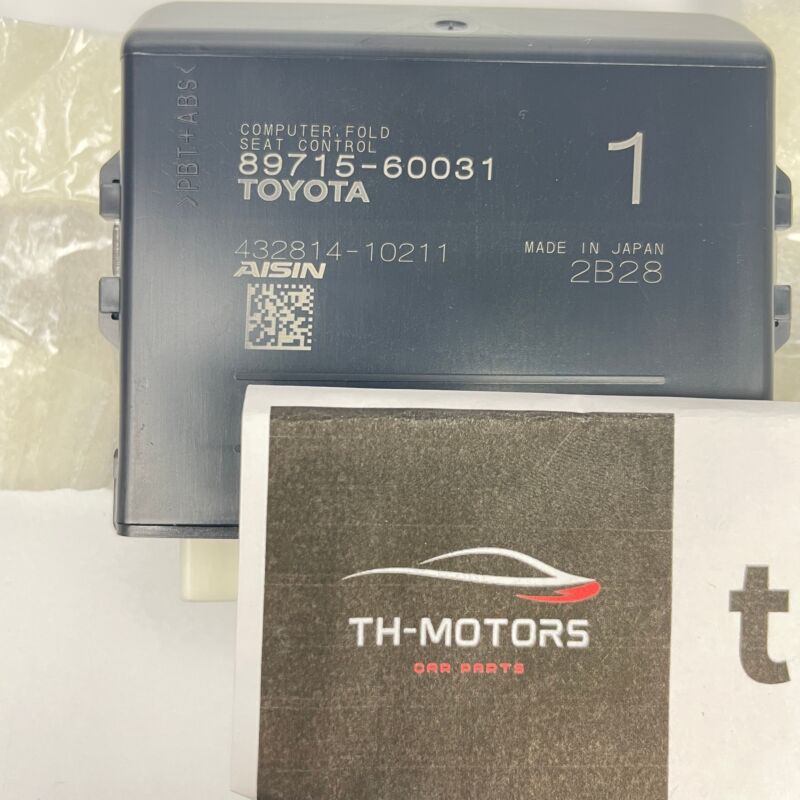 >PBT+ABS<
COMPUTER,FOLD
SEAT CONTROL
89715-60031
TOYOTA
1
432814-10211
AISIN
MADE IN JAPAN
2B28
TH-MOTORS
CAR PARTS
t